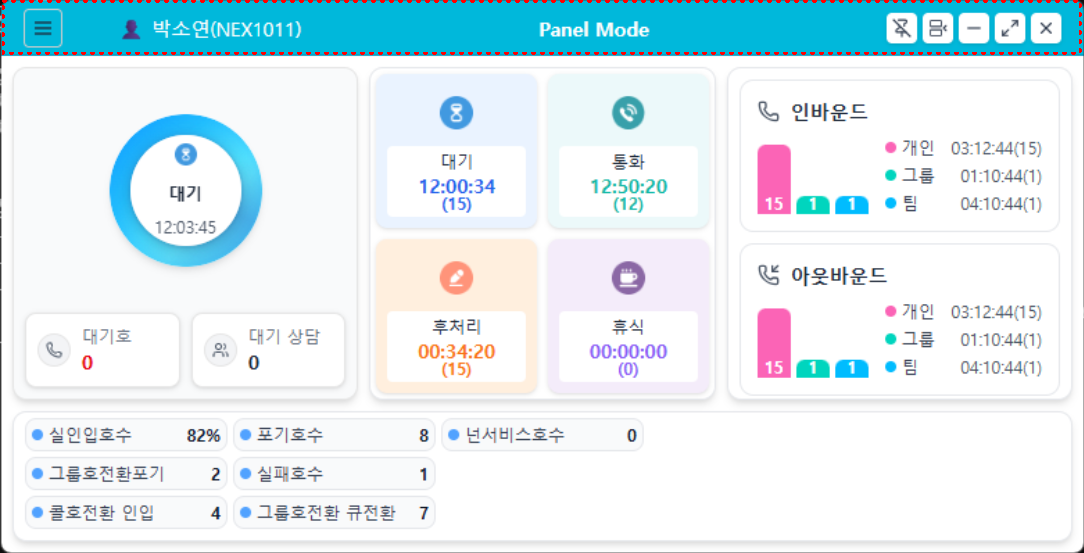 박소연(NEX1011)
Panel Mode
대기
12:03:45
대기호
0
대기 상담
0
대기
12:00:34
(15)
통화
12:50:20
(12)
후처리
00:34:20
(15)
휴식
00:00:00
(0)
인바운드
15
1
1
개인 03:12:44(15)
그룹 01:10:44(1)
팀 04:10:44(1)
아웃바운드
15
1
1
개인 03:12:44(15)
그룹 01:10:44(1)
팀 04:10:44(1)
실인입호수 82%
포기호수 8
넌서비스호수 0
그룹호전환포기 2
실패호수 1
콜호전환 인입 4
그룹호전환 큐전환 7